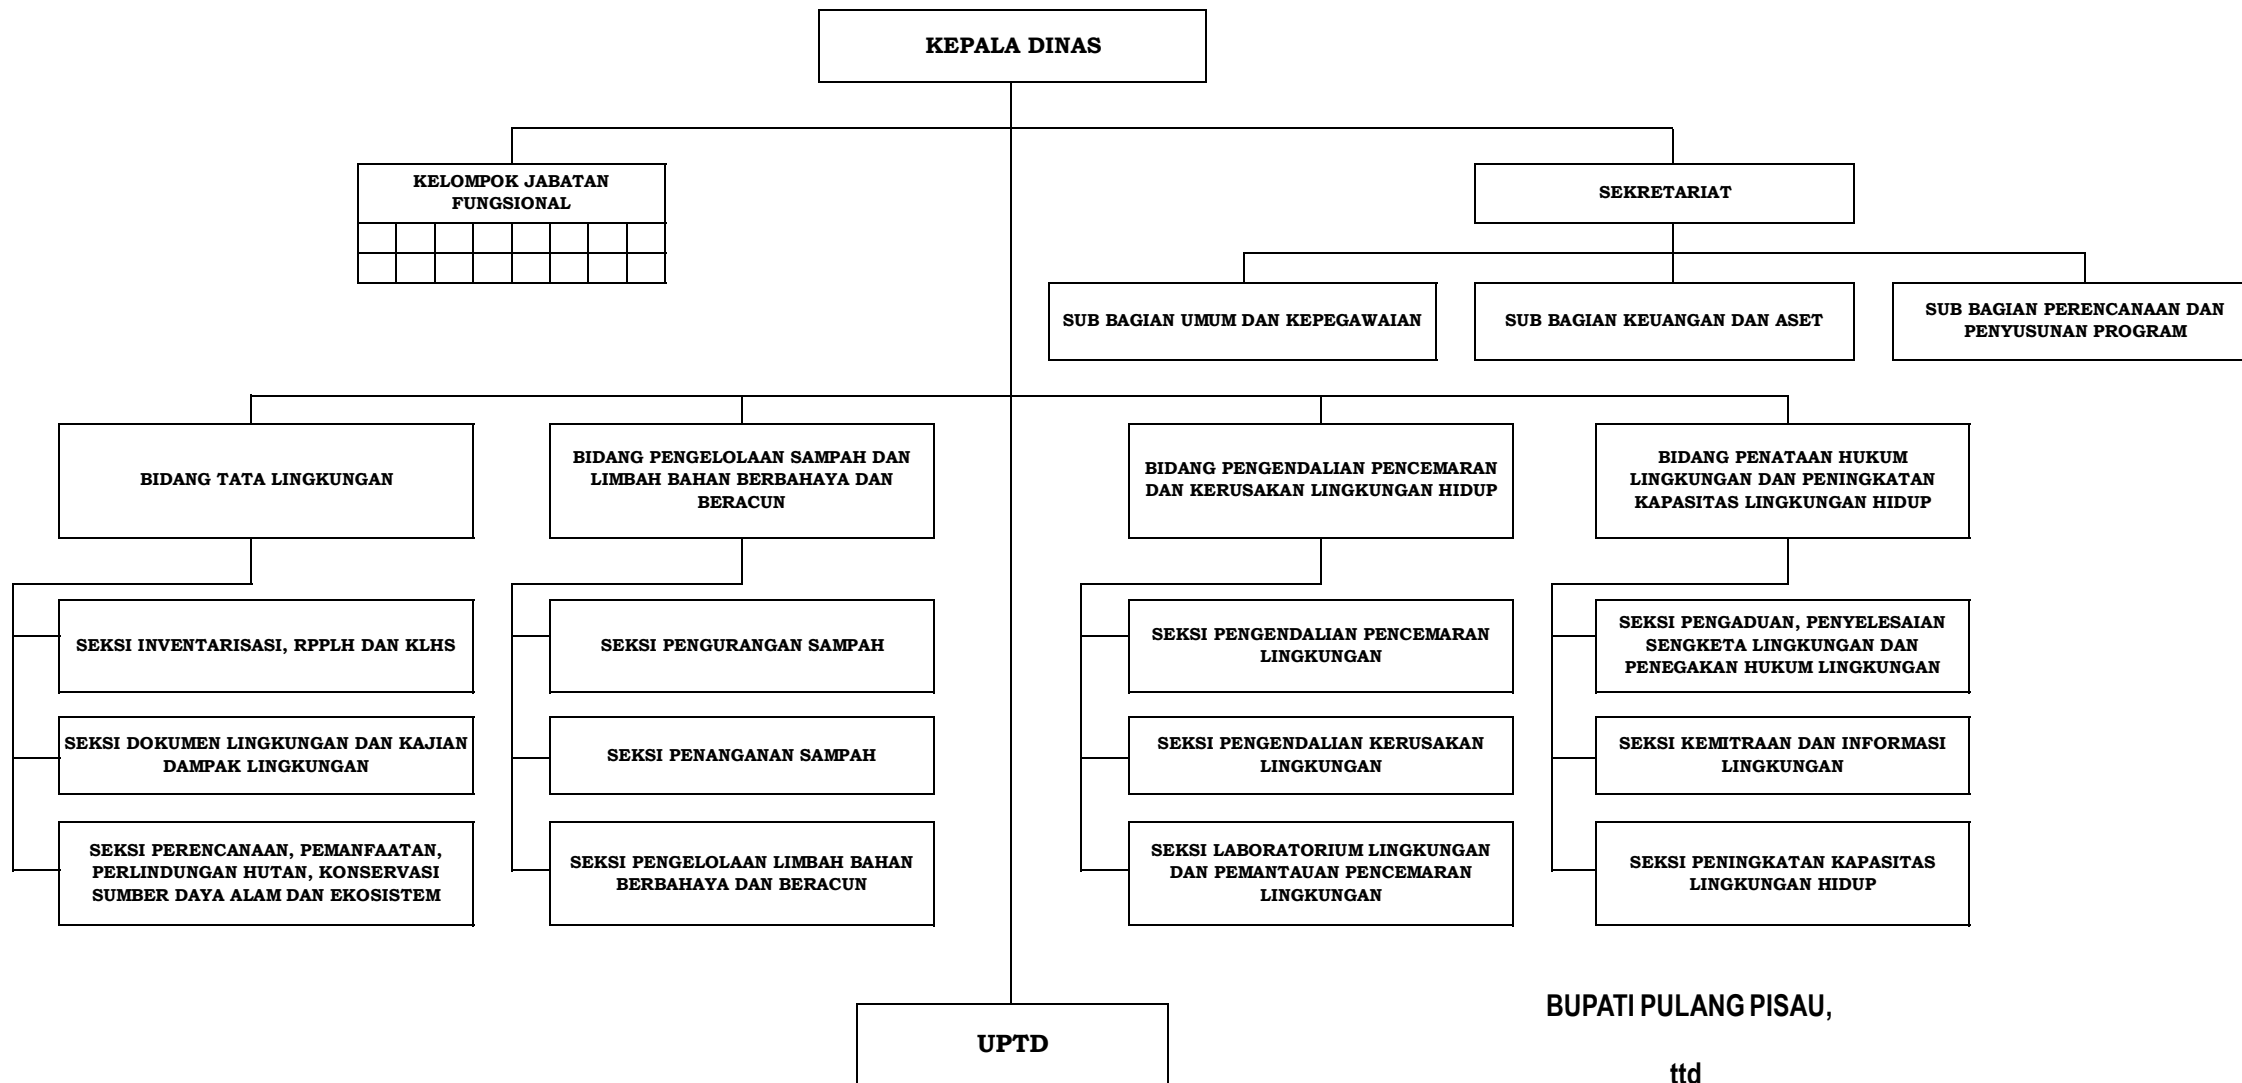 KEPALA DINAS
KELOMPOK JABATAN
FUNGSIONAL
SEKRETARIAT
SUB BAGIAN UMUM DAN KEPEGAWAIAN
SUB BAGIAN KEUANGAN DAN ASET
SUB BAGIAN PERENCANAAN DAN
PENYUSUNAN PROGRAM
BIDANG TATA LINGKUNGAN
BIDANG PENGELOLAAN SAMPAH DAN
LIMBAH BAHAN BERBAHAYA DAN
BERACUN
BIDANG PENGENDALIAN PENCEMARAN
DAN KERUSAKAN LINGKUNGAN HIDUP
BIDANG PENATAAN HUKUM
LINGKUNGAN DAN PENINGKATAN
KAPASITAS LINGKUNGAN HIDUP
SEKSI INVENTARISASI, RPPLH DAN KLHS
SEKSI PENGURANGAN SAMPAH
SEKSI PENGENDALIAN PENCEMARAN
LINGKUNGAN
SEKSI PENGADUAN, PENYELESAIAN
SENGKETA LINGKUNGAN DAN
PENEGAKAN HUKUM LINGKUNGAN
SEKSI DOKUMEN LINGKUNGAN DAN KAJIAN
DAMPAK LINGKUNGAN
SEKSI PENANGANAN SAMPAH
SEKSI PENGENDALIAN KERUSAKAN
LINGKUNGAN
SEKSI KEMITRAAN DAN INFORMASI
LINGKUNGAN
SEKSI PERENCANAAN, PEMANFAATAN,
PERLINDUNGAN HUTAN, KONSERVASI
SUMBER DAYA ALAM DAN EKOSISTEM
SEKSI PENGELOLAAN LIMBAH BAHAN
BERBAHAYA DAN BERACUN
SEKSI LABORATORIUM LINGKUNGAN
DAN PEMANTAUAN PENCEMARAN
LINGKUNGAN
SEKSI PENINGKATAN KAPASITAS
LINGKUNGAN HIDUP
UPTD
BUPATI PULANG PISAU,
ttd